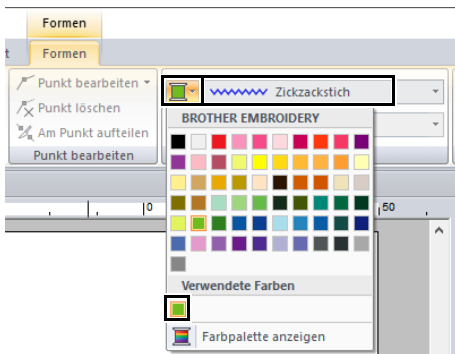 Formen
t
Formen
Punkt bearbeiten
Punkt löschen
Am Punkt aufteilen
Punkt bearbeiten
Zickzackstich
BROTHER EMBROIDERY
0
50
Verwendete Farben
Farbpalette anzeigen